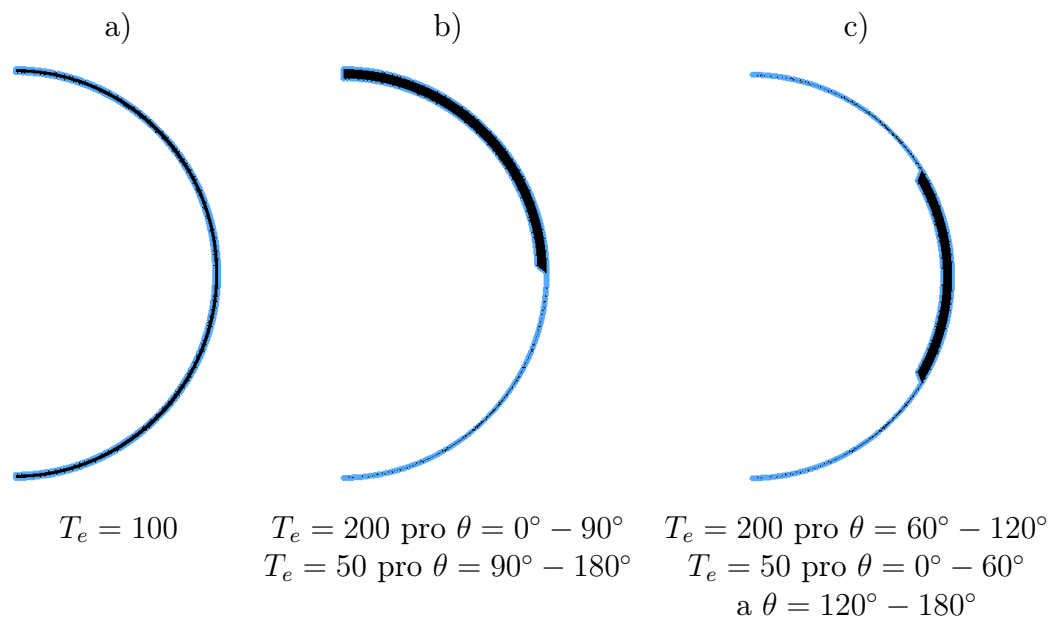 a)
b)
c)
T_e = 100
T_e = 200 pro θ = 0° − 90°
T_e = 50 pro θ = 90° − 180°
T_e = 200 pro θ = 60° − 120°
T_e = 50 pro θ = 0° − 60°
a θ = 120° − 180°